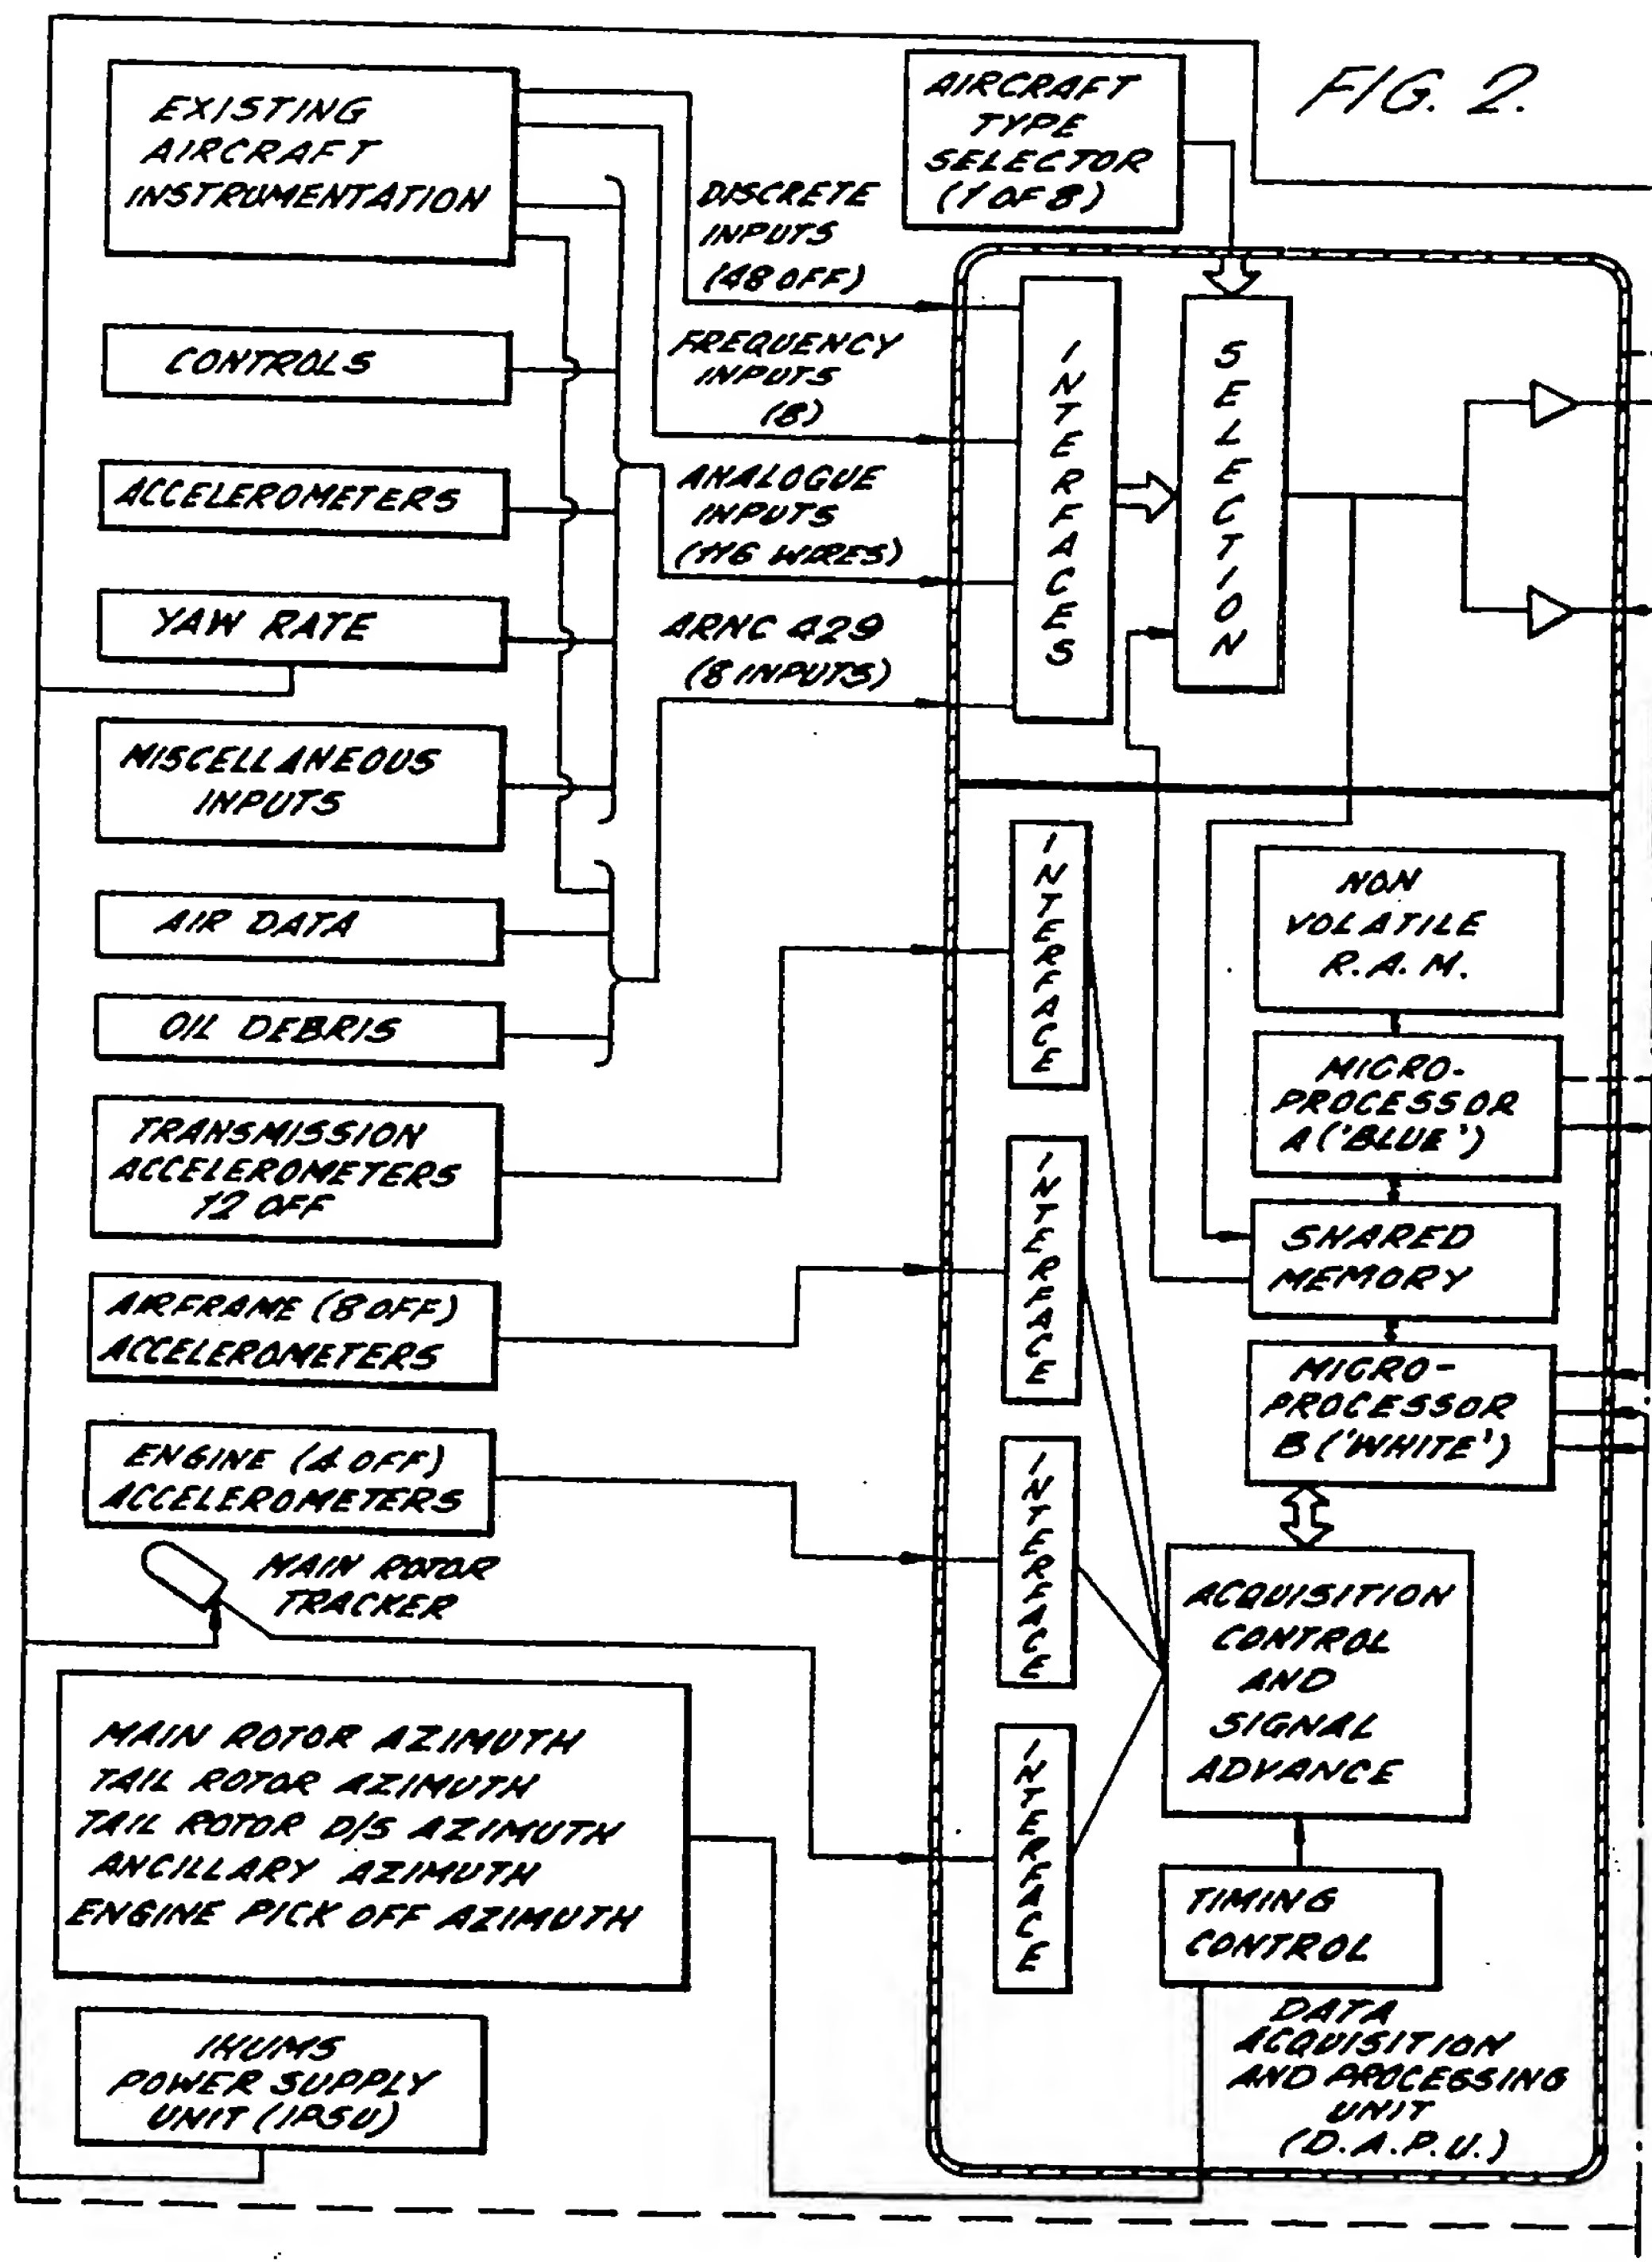 FIG. 2.
EXISTING
AIRCRAFT
INSTRUMENTATION
CONTROLS
ACCELEROMETERS
YAW RATE
MISCELLANEOUS
INPUTS
AIR DATA
OIL DEBRIS
TRANSMISSION
ACCELEROMETERS
12 OFF
AIRFRAME (8 OFF)
ACCELEROMETERS
ENGINE (4 OFF)
ACCELEROMETERS
MAIN ROTOR
TRACKER
MAIN ROTOR AZIMUTH
TAIL ROTOR AZIMUTH
TAIL ROTOR D/S AZIMUTH
ANCILLARY AZIMUTH
ENGINE PICK OFF AZIMUTH
IHUMS
POWER SUPPLY
UNIT (IPSU)
DISCRETE
INPUTS
(48 OFF)
FREQUENCY
INPUTS
(8)
ANALOGUE
INPUTS
(116 WIRES)
ARNC 429
(8 INPUTS)
AIRCRAFT
TYPE
SELECTOR
(1 OF 8)
INTERFACES
SELECTION
INTERFACE
INTERFACE
INTERFACE
INTERFACE
NON
VOLATILE
R.A.M.
MICRO-
PROCESSOR
A ('BLUE')
SHARED
MEMORY
MICRO-
PROCESSOR
B ('WHITE')
ACQUISITION
CONTROL
AND
SIGNAL
ADVANCE
TIMING
CONTROL
DATA
ACQUISITION
AND PROCESSING
UNIT
(D.A.P.U.)